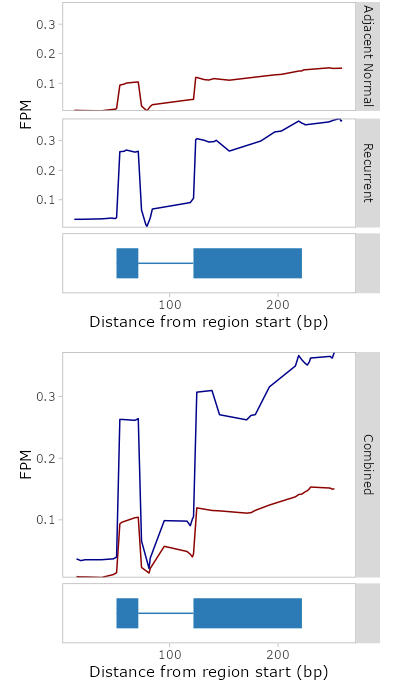 0.3
0.2
0.1
Adjacent Normal
FPM
0.3
0.2
0.1
Recurrent
100 200
Distance from region start (bp)
0.3
0.2
0.1
FPM
Combined
100 200
Distance from region start (bp)